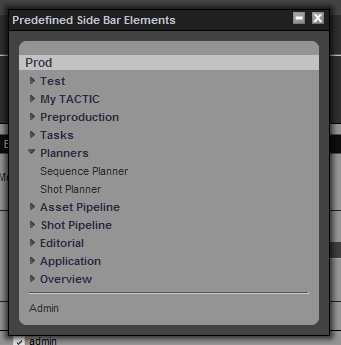 Predefined Side Bar Elements
Prod
Test
My TACTIC
Preproduction
Tasks
Planners
Sequence Planner
Shot Planner
Asset Pipeline
Shot Pipeline
Editorial
Application
Overview
Admin
admin